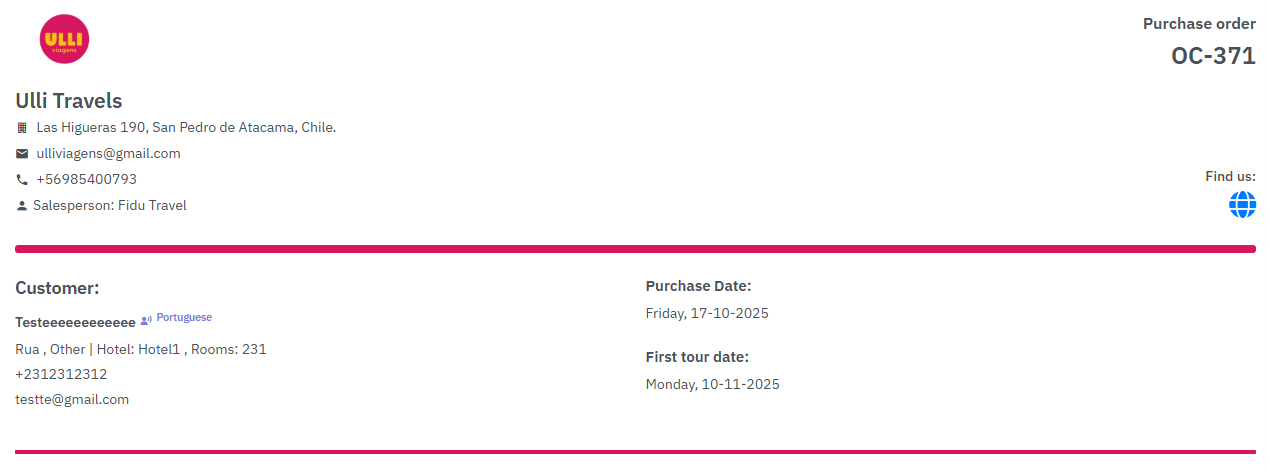 ULLI
viagens
Purchase order
OC-371
Ulli Travels
Las Higueras 190, San Pedro de Atacama, Chile.
ulliviagens@gmail.com
+56985400793
Salesperson: Fidu Travel
Find us:
Customer:
Testeeeeeeeeeeee Portuguese
Rua , Other | Hotel: Hotel1 , Rooms: 231
+2312312312
testte@gmail.com
Purchase Date:
Friday, 17-10-2025
First tour date:
Monday, 10-11-2025